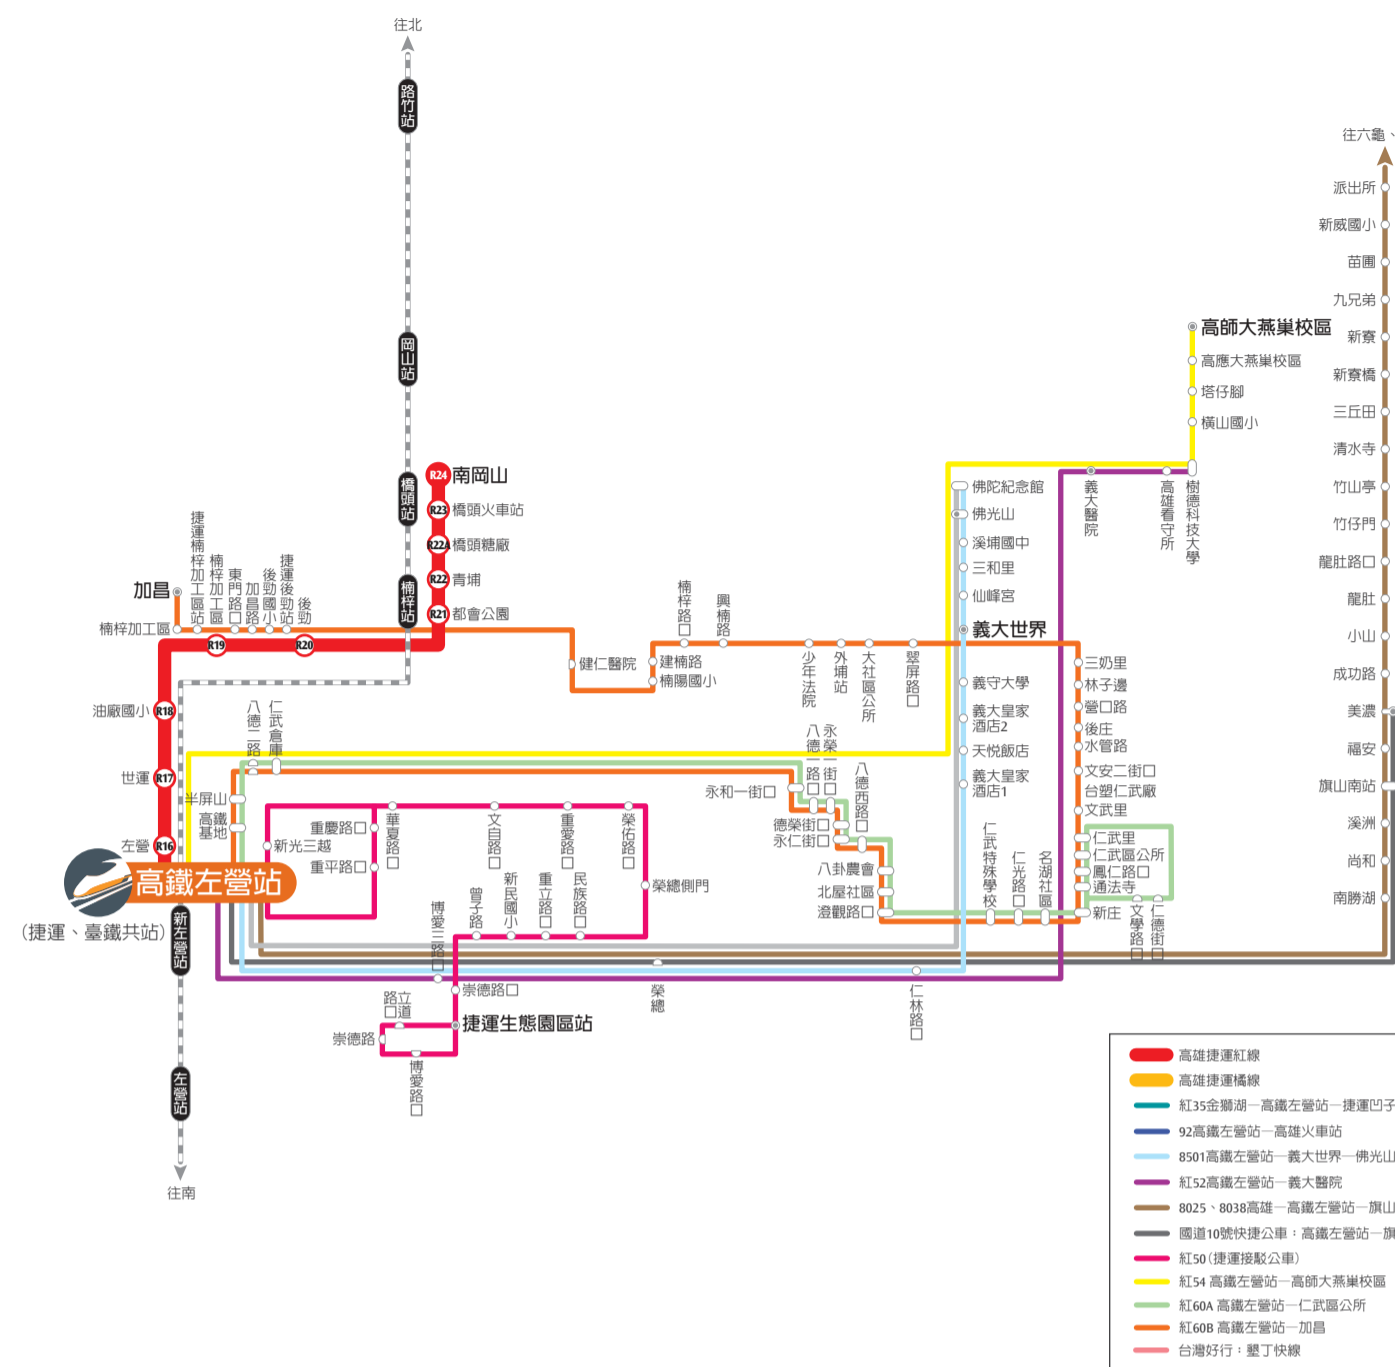 往北
路竹站
岡山站
橋頭站
楠梓站
R24 南岡山
R23 橋頭火車站
R22A 橋頭糖廠
R22 青埔
R21 都會公園
加昌
楠梓加工區
捷運楠梓加工區站
楠梓加工區
東門路口
加昌路
後勁國小
捷運後勁站
後勁
R19
R20
油廠國小 R18
世運 R17
左營 R16
高鐵左營站
(捷運、臺鐵共站)
新左營站
左營站
往南
健仁醫院
建楠路
楠陽國小
楠梓路口
興楠路
少年法院
外埔站
大社區公所
翠屏路口
三奶里
林子邊
營口路
後庄
水管路
文安二街口
台塑仁武廠
文武里
仁武里
仁武區公所
鳳仁路口
通法寺
新庄
文學路口
仁德街口
八德二路
仁武倉庫
半屏山
高鐵
基地
永和一街口
八德一路口
永榮一街口
德榮街口
永仁街口
八德西路口
八卦農會
北屋社區
澄觀路口
仁武特殊學校
仁光路口
名湖社區
新光三越
重慶路口
重平路口
華夏路口
文自路口
重愛路口
榮佑路口
榮總側門
曾子路
新民國小
重立路口
民族路口
博愛三路口
崇德路口
捷運生態園區站
立道
路口
崇德路
博愛路口
榮總
仁林路口
佛陀紀念館
佛光山
溪埔國中
三和里
仙峰宮
義大世界
義守大學
義大皇家
酒店2
天悅飯店
義大皇家
酒店1
高師大燕巢校區
高應大燕巢校區
塔仔腳
橫山國小
義大醫院
高雄看守所
樹德科技大學
往六龜、
派出所
新威國小
苗圃
九兄弟
新寮
新寮橋
三丘田
清水寺
竹山亭
竹仔門
龍肚路口
龍肚
小山
成功路
美濃
福安
旗山南站
溪洲
尚和
南勝湖
高雄捷運紅線
高雄捷運橘線
紅35金獅湖—高鐵左營站—捷運凹子
92高鐵左營站—高雄火車站
8501高鐵左營站—義大世界—佛光山
紅52高鐵左營站—義大醫院
8025、8038高雄—高鐵左營站—旗山
國道10號快捷公車：高鐵左營站—旗
紅50(捷運接駁公車)
紅54 高鐵左營站—高師大燕巢校區
紅60A 高鐵左營站—仁武區公所
紅60B 高鐵左營站—加昌
台灣好行：墾丁快線